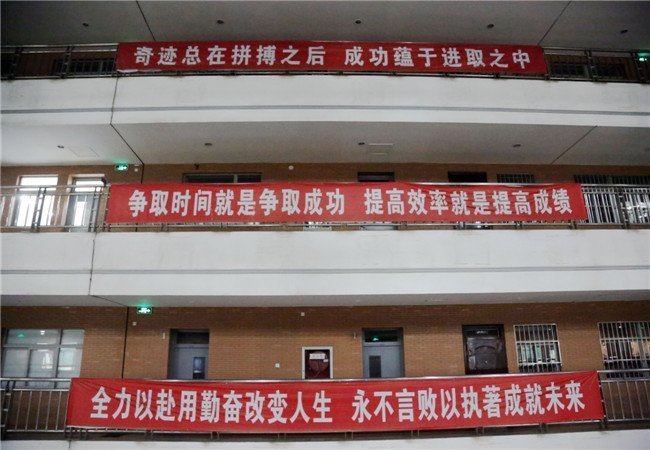 奇迹总在拼搏之后 成功蕴于进取之中
争取时间就是争取成功 提高效率就是提高成绩
全力以赴用勤奋改变人生 永不言败以执著成就未来